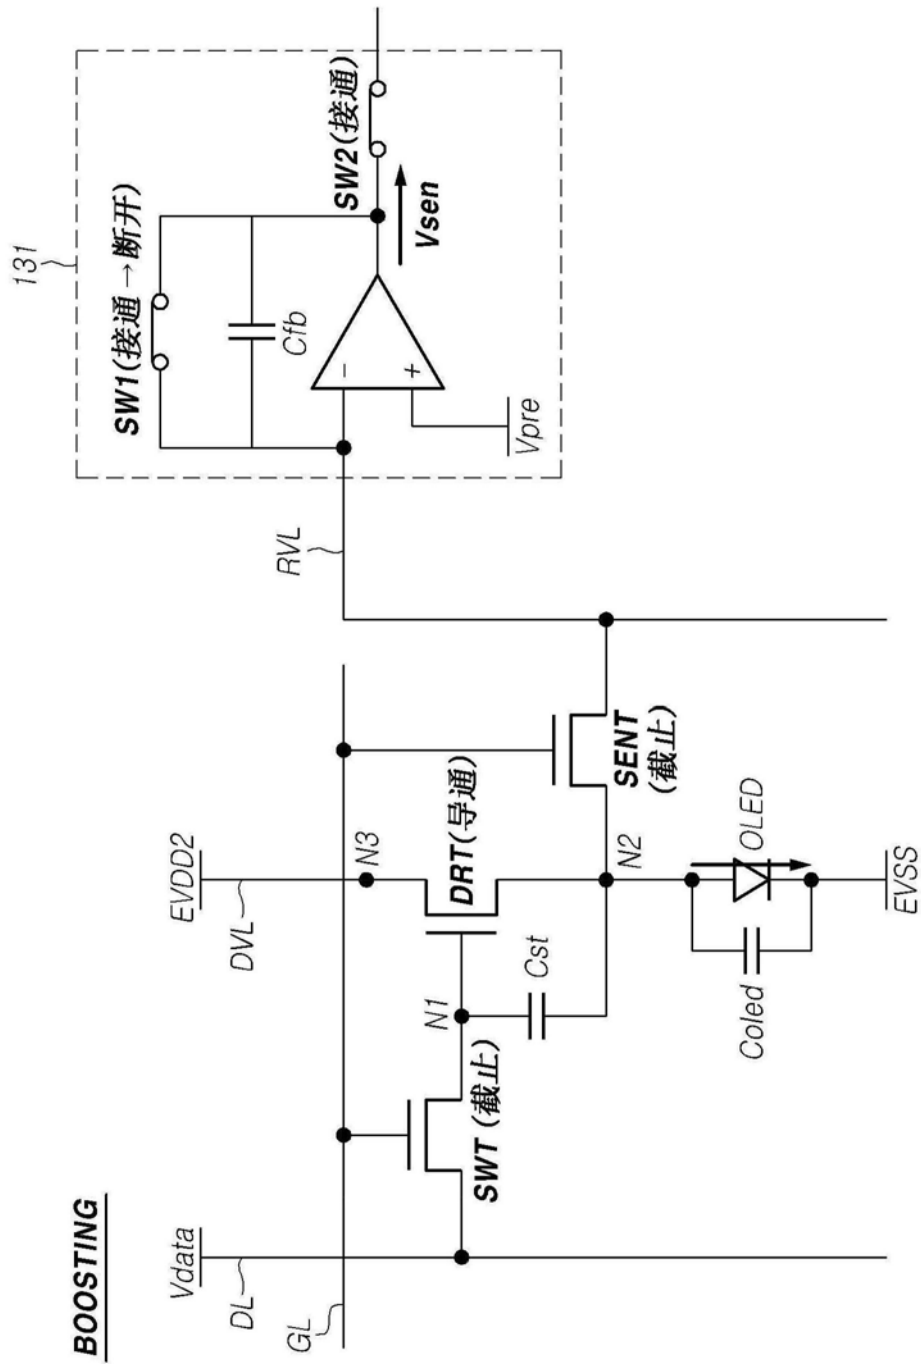 BOOSTING
Vdata
EVDD2
131
DL
DVL
GL
N3
RVL
SW1(接通→断开)
Cfb
SW2(接通)
Vsen
-
+
Vpre
SWT (截止)
N1
DRT(导通)
Cst
N2
SENT
(截止)
Coled
OLED
EVSS